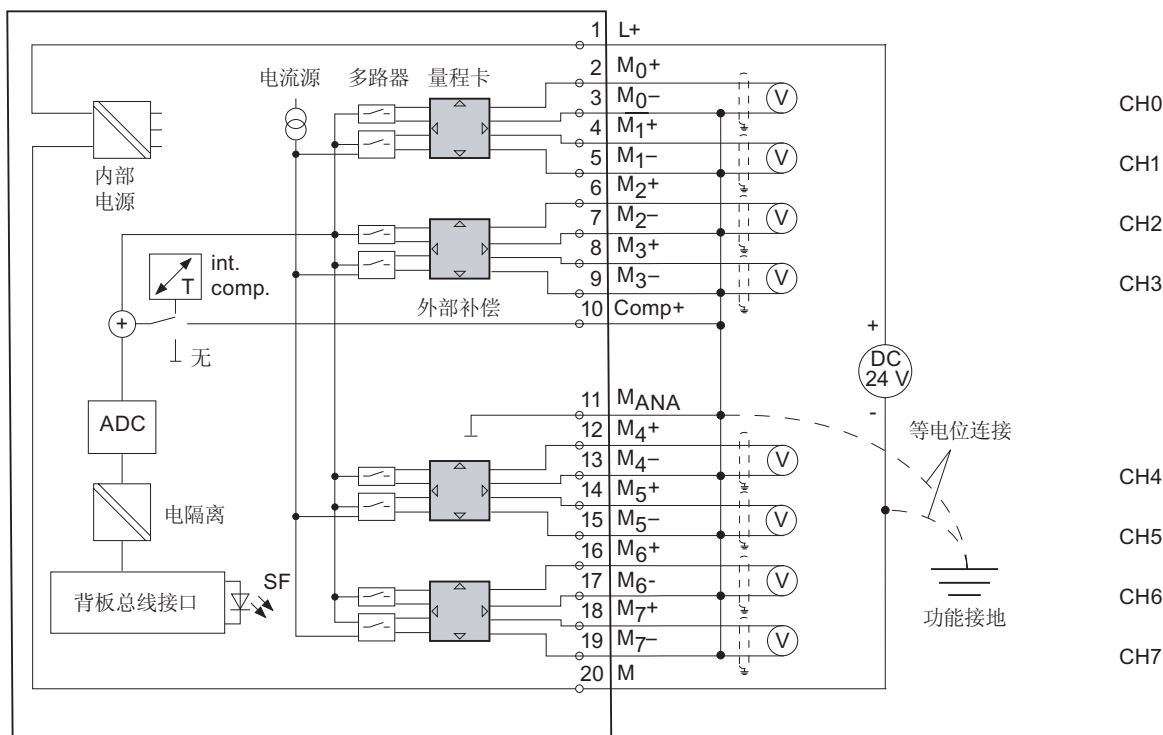 1 L+
2 M0+
电流源 多路器 量程卡
3 M0–
V CH0
4 M1+
5 M1–
V CH1
内部
电源
6 M2+
7 M2–
V CH2
8 M3+
int.
comp.
T
9 M3–
V CH3
外部补偿
10 Comp+
+
无
+
DC
24 V
-
11 MANA
ADC
12 M4+
等电位连接
13 M4–
V CH4
14 M5+
电隔离
15 M5–
V CH5
16 M6+
SF
17 M6-
V CH6
背板总线接口
18 M7+
功能接地
19 M7–
V CH7
20 M